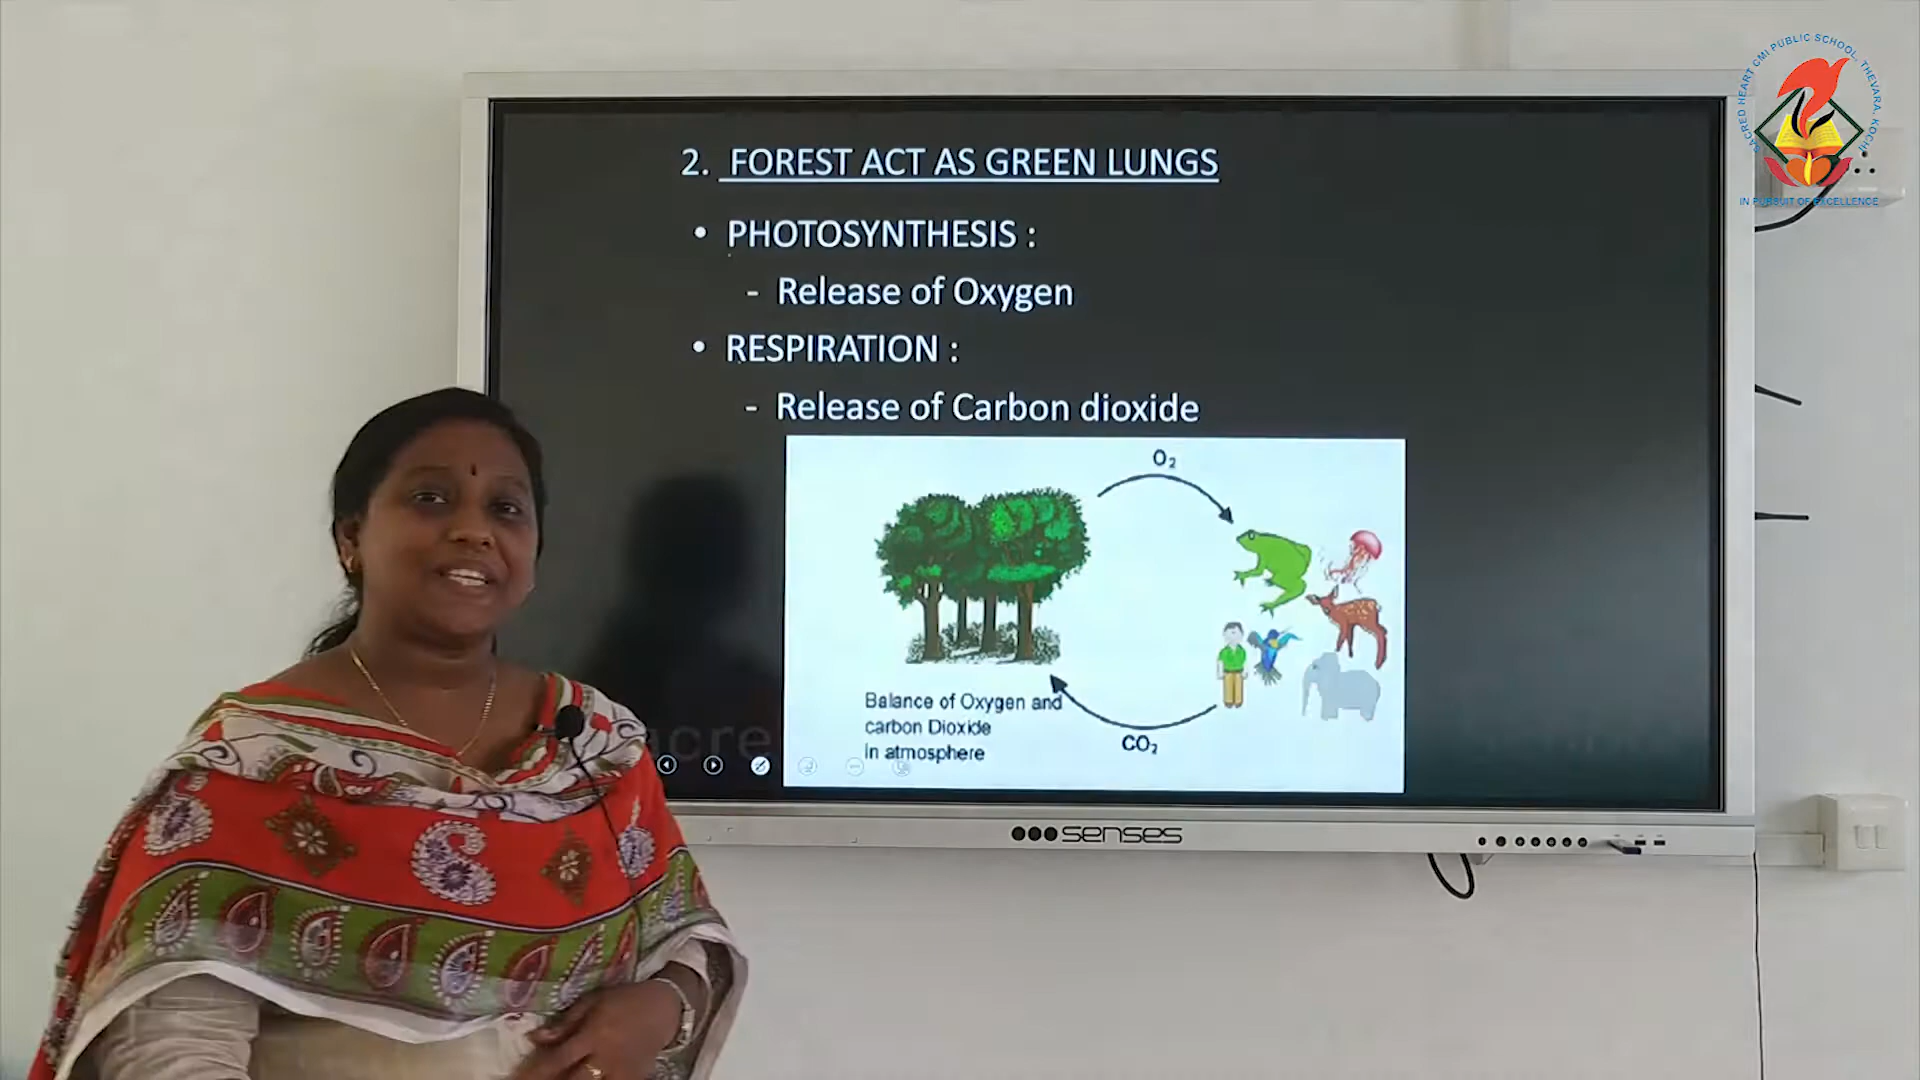 2. FOREST ACT AS GREEN LUNGS
• PHOTOSYNTHESIS :
- Release of Oxygen
• RESPIRATION :
- Release of Carbon dioxide
O₂
Balance of Oxygen and
carbon Dioxide
in atmosphere
CO₂
senses
SACRED HEART CMI PUBLIC SCHOOL, THEVARA, KOCHI
IN PURSUIT OF EXCELLENCE